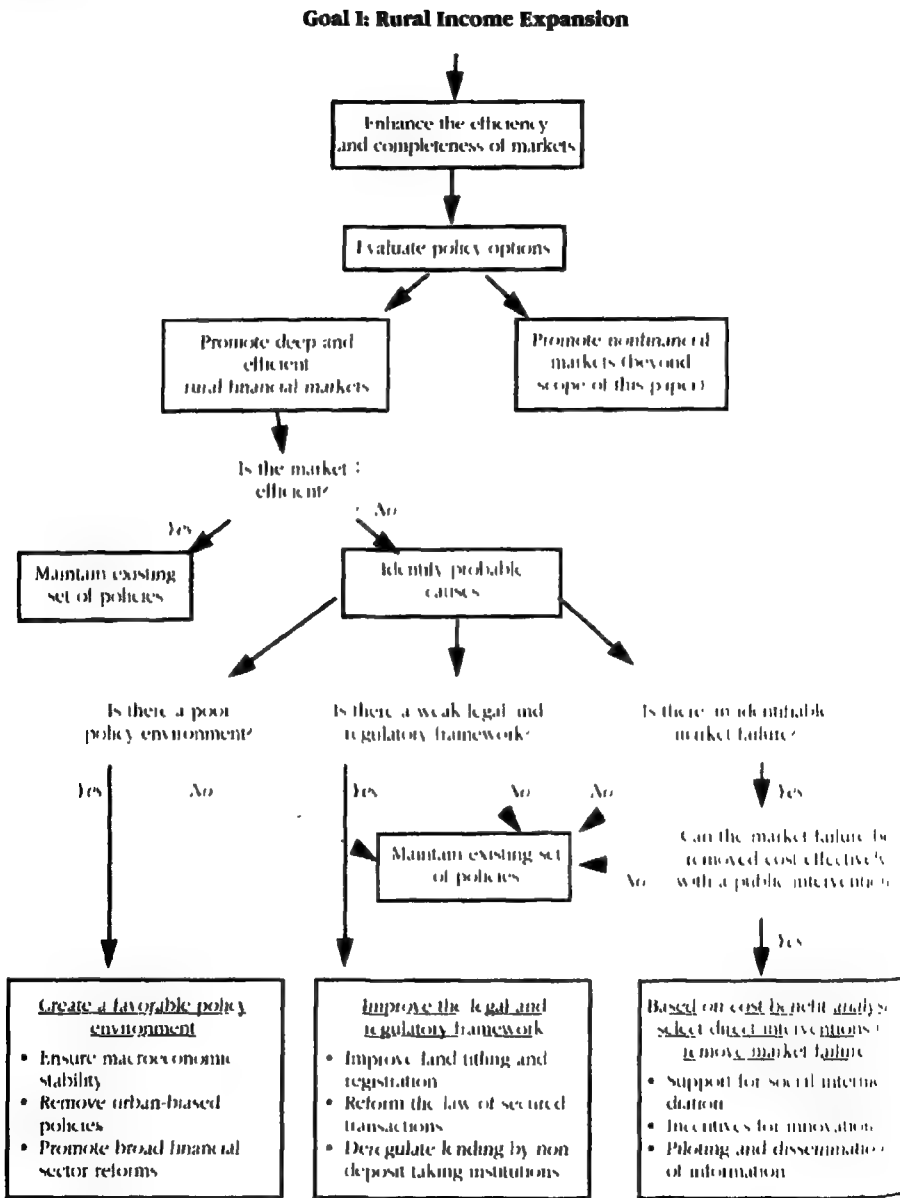 Goal I: Rural Income Expansion
Enhance the efficiency
and completeness of markets
Evaluate policy options
Promote deep and
efficient
rural financial markets
Promote nonfinancial
markets (beyond
scope of this paper)
Is the market
efficient?
Yes
No
Maintain existing
set of policies
Identify probable
causes
Is there a poor
policy environment?
Is there a weak legal and
regulatory framework?
Is there an identifiable
market failure?
Yes
No
Yes
No
No
Yes
Maintain existing set
of policies
Can the market failure be
removed cost effectively
No
with a public intervention
Yes
Create a favorable policy
environment
• Ensure macroeconomic
stability
• Remove urban-biased
policies
• Promote broad financial
sector reforms
Improve the legal and
regulatory framework
• Improve land titling and
registration
• Reform the law of secured
transactions
• Deregulate lending by non
deposit taking institutions
Based on cost benefit analyse
select direct interventions
remove market failure
• Support for social interme
diation
• Incentives for innovation
• Piloting and dissemination
of information